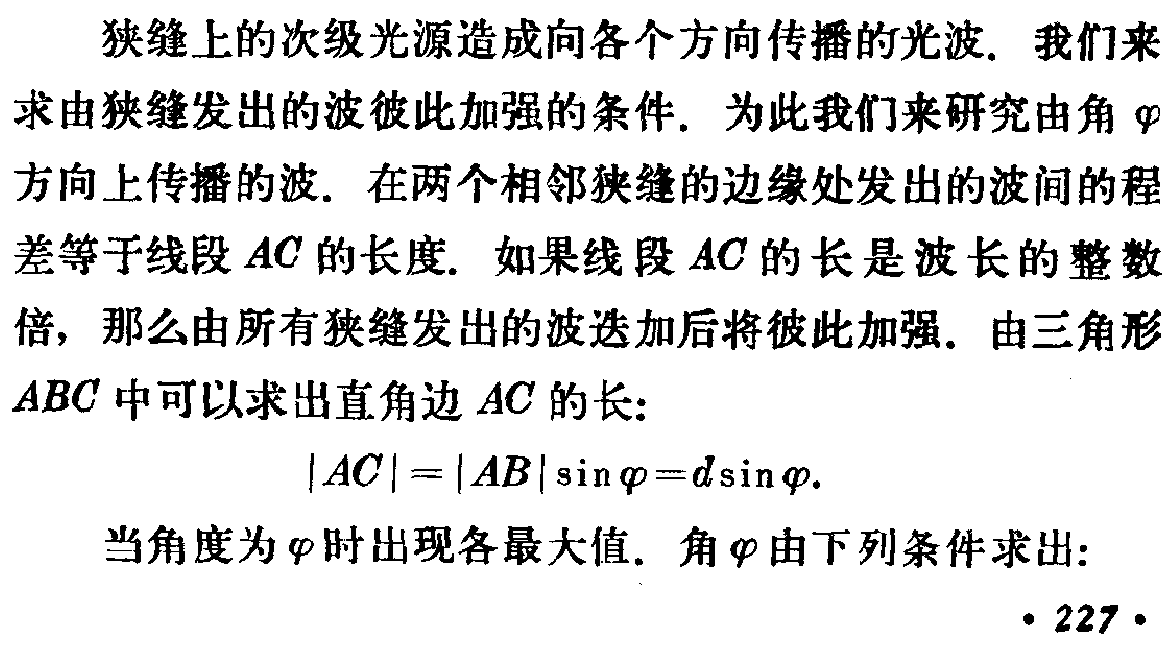 狭缝上的次级光源造成向各个方向传播的光波. 我们来
求由狭缝发出的波彼此加强的条件. 为此我们来研究由角 φ
方向上传播的波. 在两个相邻狭缝的边缘处发出的波间的程
差等于线段 AC 的长度. 如果线段 AC 的长是波长的整数
倍, 那么由所有狭缝发出的波迭加后将彼此加强. 由三角形
ABC 中可以求出直角边 AC 的长:
|AC|=|AB|sin φ=d sin φ.
当角度为 φ 时出现各最大值. 角 φ 由下列条件求出:
• 227 •